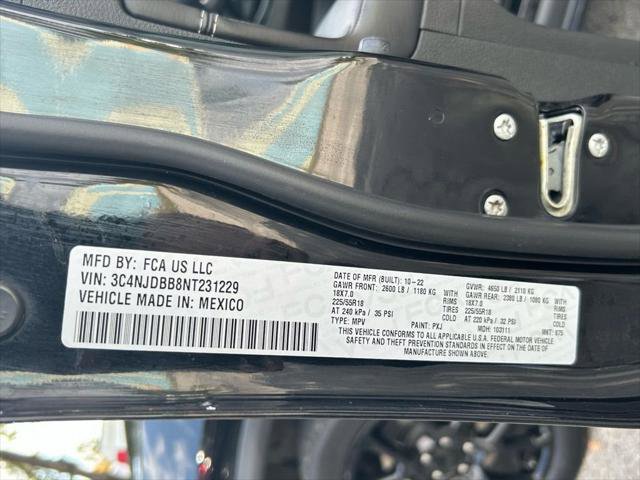 MFD BY: FCA US LLC
VIN: 3C4NJDBB8NT231229
VEHICLE MADE IN: MEXICO
DATE OF MFR (BUILT): 10-22 GVWR: 4650 LB / 2110 KG
GAWR FRONT: 2600 LB / 1180 KG WITH GAWR REAR: 2380 LB / 1080 KG WITH
18X7.0 RIMS 18X7.0 RIMS
225/55R18 TIRES 225/55R18 TIRES
AT 240 kPa / 35 PSI AT 220 kPa / 32 PSI
TYPE: MPV PAINT: PXJ MDH: 103111 MKT: 675
THIS VEHICLE CONFORMS TO ALL APPLICABLE U.S.A. FEDERAL MOTOR VEHICLE
SAFETY AND THEFT PREVENTION STANDARDS IN EFFECT ON THE DATE OF
MANUFACTURE SHOWN ABOVE.